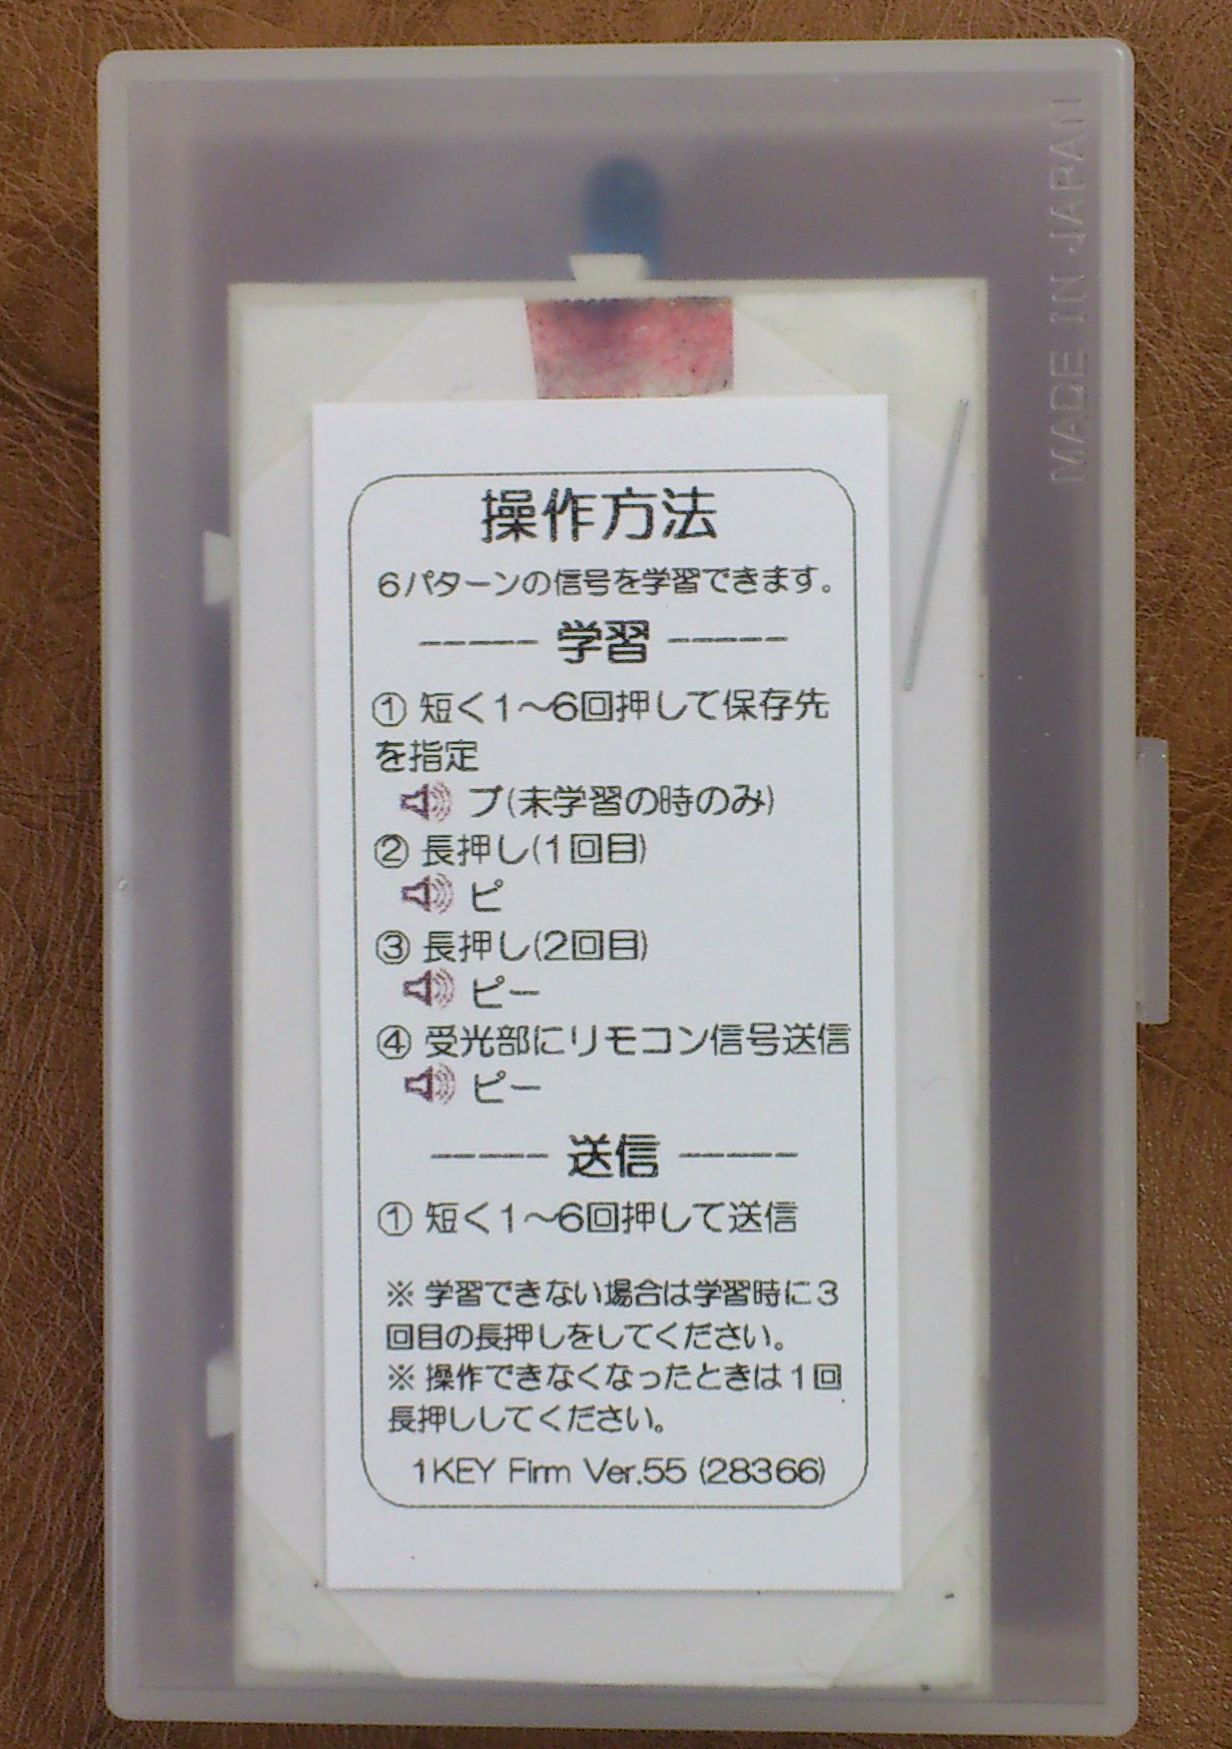 MADE IN JAPAN
操作方法
6パターンの信号を学習できます。
----- 学習 -----
① 短く1～6回押して保存先
を指定
プ(未学習の時のみ)
② 長押し(1回目)
ピ
③ 長押し(2回目)
ピー
④ 受光部にリモコン信号送信
ピー
----- 送信 -----
① 短く1～6回押して送信
※ 学習できない場合は学習時に3
回目の長押しをしてください。
※ 操作できなくなったときは1回
長押ししてください。
1KEY Firm Ver.55 (28366)